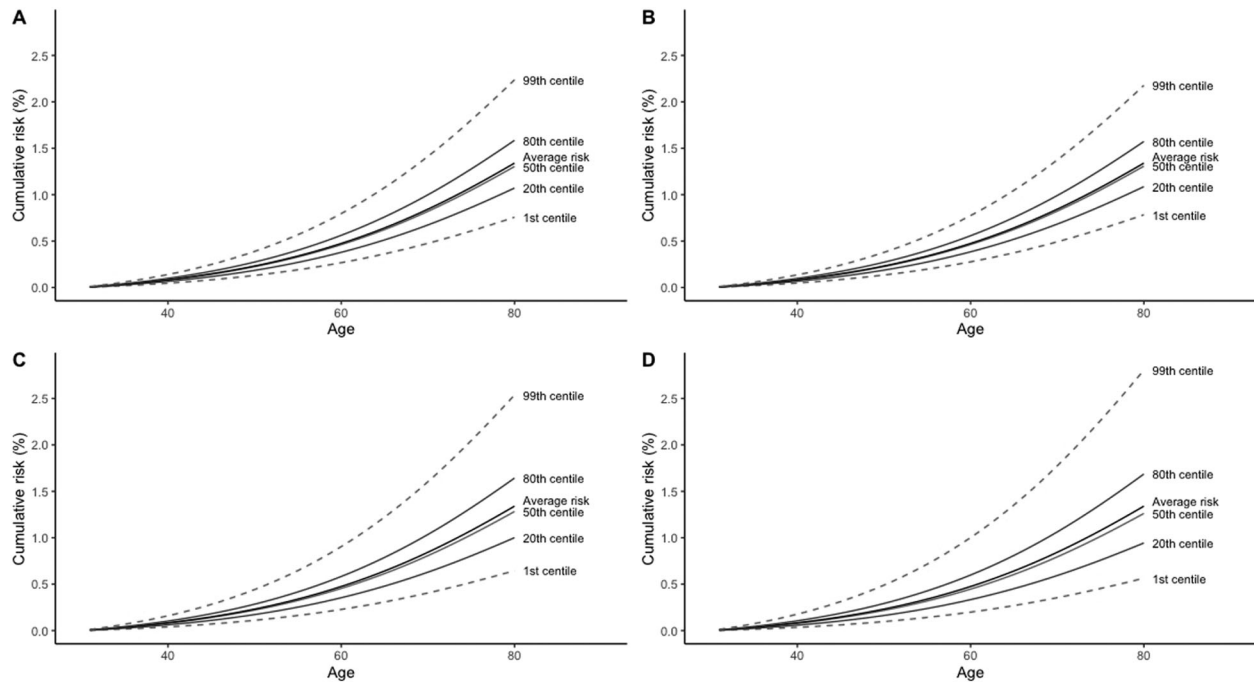 A
Cumulative risk (%)
2.5
2.0
1.5
1.0
0.5
0.0
99th centile
80th centile
Average risk
50th centile
20th centile
1st centile
40
60
80
Age
B
Cumulative risk (%)
2.5
2.0
1.5
1.0
0.5
0.0
99th centile
80th centile
Average risk
50th centile
20th centile
1st centile
40
60
80
Age
C
Cumulative risk (%)
2.5
2.0
1.5
1.0
0.5
0.0
99th centile
80th centile
Average risk
50th centile
20th centile
1st centile
40
60
80
Age
D
Cumulative risk (%)
2.5
2.0
1.5
1.0
0.5
0.0
99th centile
80th centile
Average risk
50th centile
20th centile
1st centile
40
60
80
Age